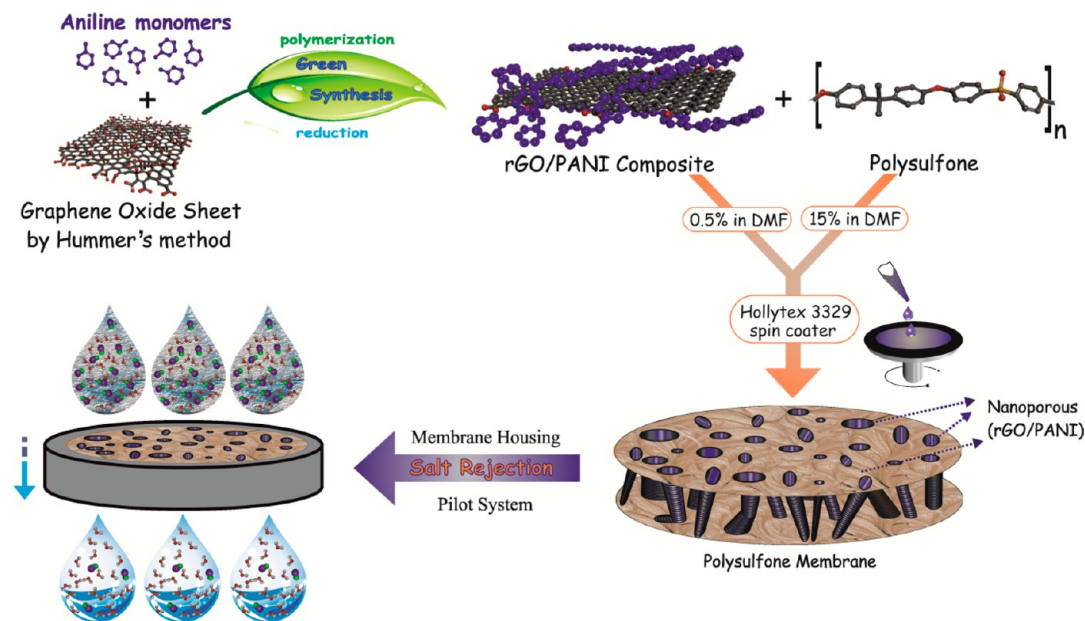 Aniline monomers
+
polymerization
Green
Synthesis
reduction
Graphene Oxide Sheet
by Hummer's method
rGO/PANI Composite
+
n
Polysulfone
0.5% in DMF
15% in DMF
Hollytex 3329
spin coater
Nanoporous
(rGO/PANI)
Polysulfone Membrane
Membrane Housing
Salt Rejection
Pilot System